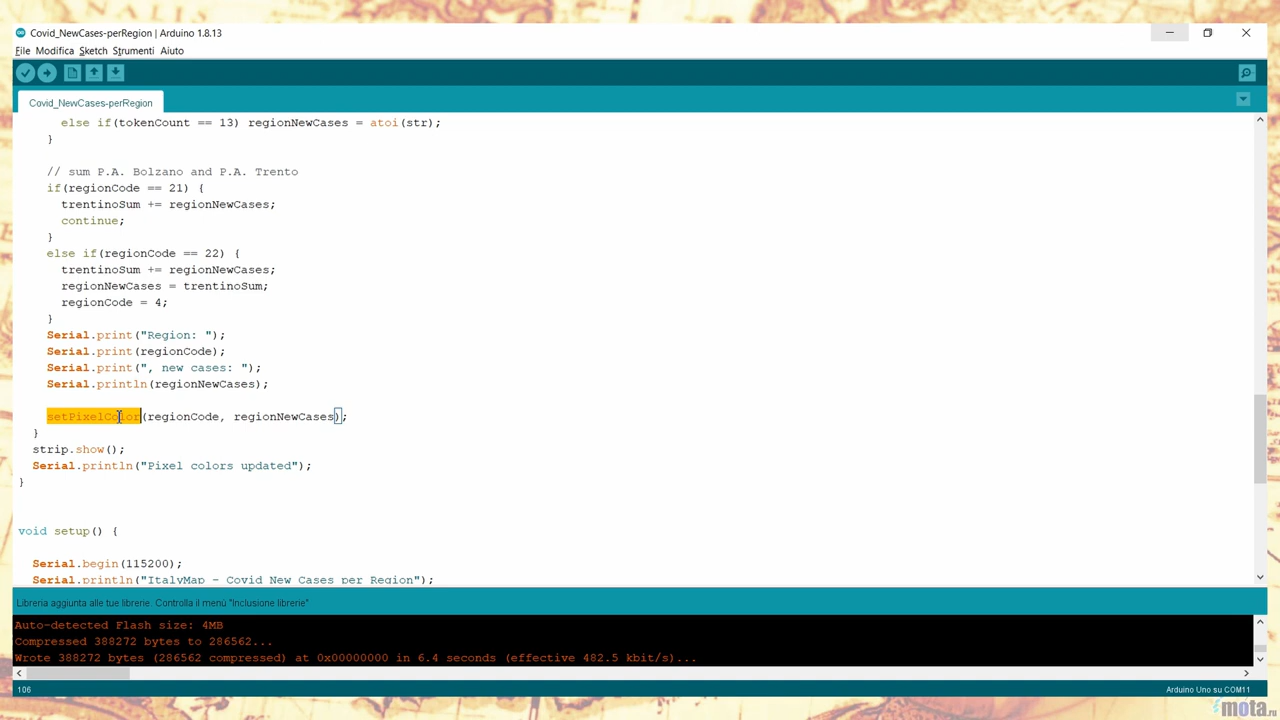 Covid_NewCases-perRegion | Arduino 1.8.13
File Modifica Sketch Strumenti Aiuto
Covid_NewCases-perRegion
else if(tokenCount == 13) regionNewCases = atoi(str);
}
// sum P.A. Bolzano and P.A. Trento
if(regionCode == 21) {
trentinoSum += regionNewCases;
continue;
}
else if(regionCode == 22) {
trentinoSum += regionNewCases;
regionNewCases = trentinoSum;
regionCode = 4;
}
Serial.print("Region: ");
Serial.print(regionCode);
Serial.print(", new cases: ");
Serial.println(regionNewCases);
setPixelColor(regionCode, regionNewCases);
}
strip.show();
Serial.println("Pixel colors updated");
}
void setup() {
Serial.begin(115200);
Serial.println("ItalyMap - Covid New Cases per Region");
Libreria aggiunta alle tue librerie. Controlla il menù "Inclusione librerie"
Auto-detected Flash size: 4MB
Compressed 388272 bytes to 286562...
Wrote 388272 bytes (286562 compressed) at 0x00000000 in 6.4 seconds (effective 482.5 kbit/s)...
106
Arduino Uno su COM11
mota.ru